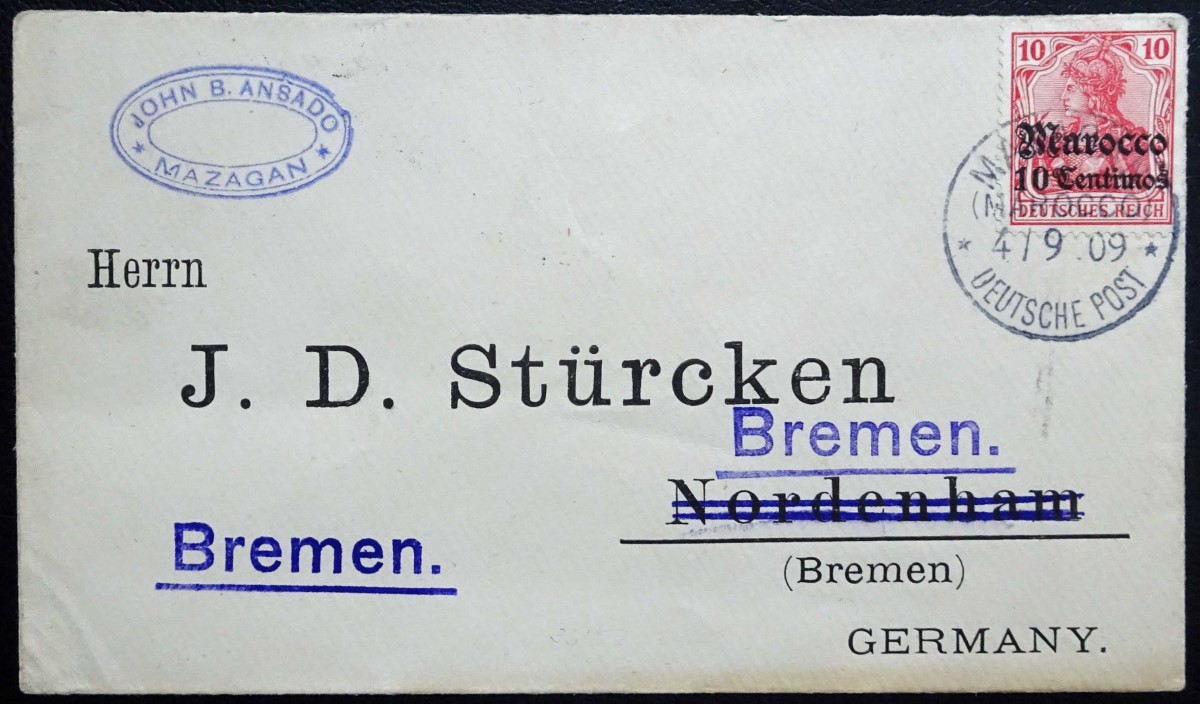 JOHN B. ANSADO
* MAZAGAN *
10 10
Marocco
10 Centimos
DEUTSCHES REICH
(MAROCCO)
* 4/9.09 *
DEUTSCHE POST
Herrn
J. D. Stürcken
Bremen.
Nordenham
Bremen.
(Bremen)
GERMANY.